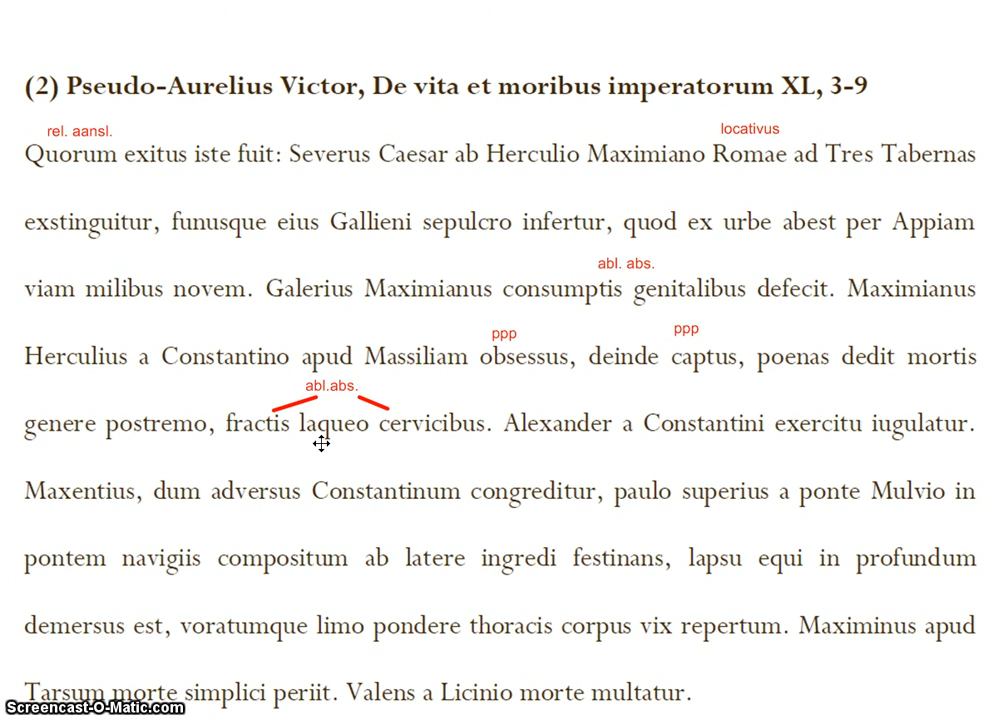 (2) Pseudo-Aurelius Victor, De vita et moribus imperatorum XL, 3-9
rel. aansl. locativus
Quorum exitus iste fuit: Severus Caesar ab Herculio Maximiano Romae ad Tres Tabernas
exstinguitur, funusque eius Gallieni sepulcro infertur, quod ex urbe abest per Appiam
abl. abs.
viam milibus novem. Galerius Maximianus consumptis genitalibus defecit. Maximianus
ppp ppp
Herculius a Constantino apud Massiliam obsessus, deinde captus, poenas dedit mortis
abl.abs.
genere postremo, fractis laqueo cervicibus. Alexander a Constantini exercitu iugulatur.
Maxentius, dum adversus Constantinum congreditur, paulo superius a ponte Mulvio in
pontem navigiis compositum ab latere ingredi festinans, lapsu equi in profundum
demersus est, voratumque limo pondere thoracis corpus vix repertum. Maximinus apud
Tarsum morte simplici periit. Valens a Licinio morte multatur.
Screencast-O-Matic.com